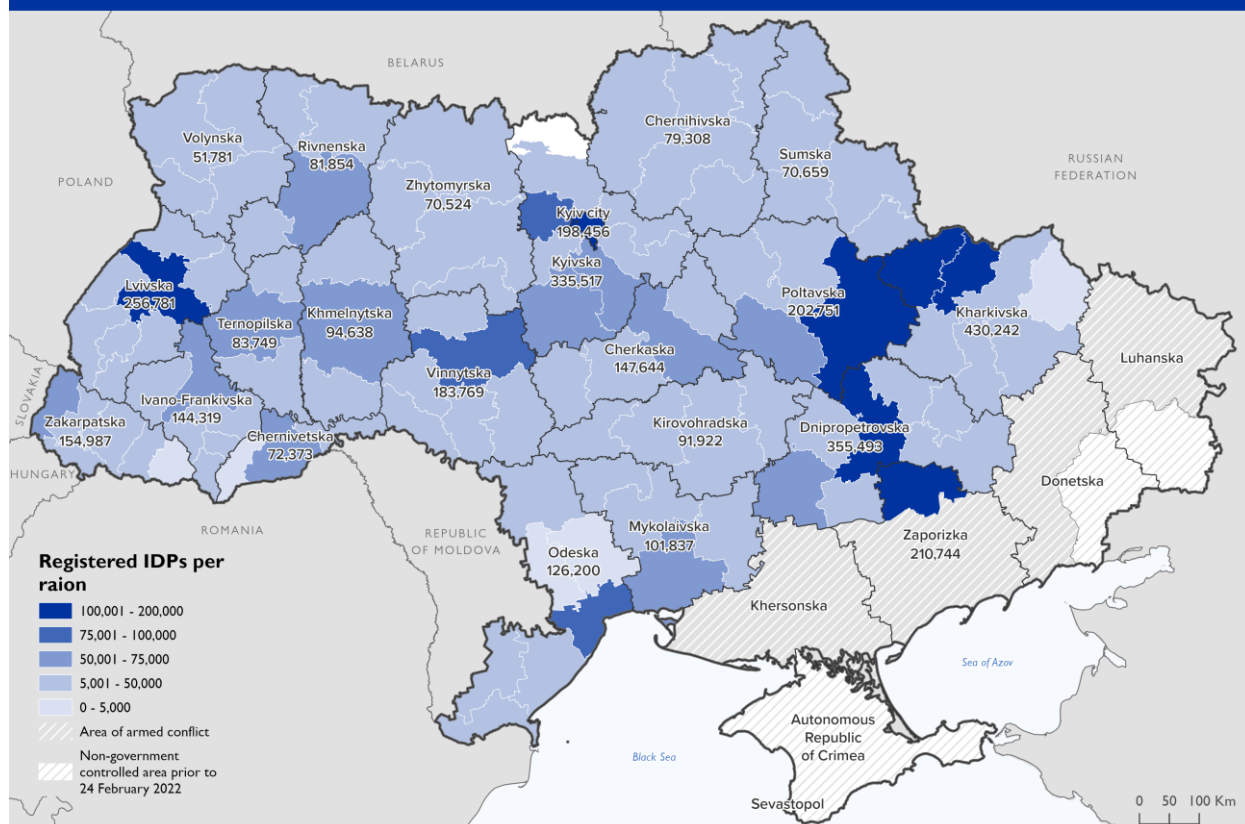 BELARUS
Chernihivska
79,308
Volynska
51,781
Rivnenska
81,854
Sumska
70,659
RUSSIAN
FEDERATION
POLAND
Zhytomyrska
70,524
Kyiv city
198,456
Kyivska
335,517
Lvivska
256,781
Poltavska
202,751
Kharkivska
430,242
Khmelnytska
94,638
Ternopilska
83,749
Cherkaska
147,644
Luhanska
Vinnytska
183,769
SLOVAKIA
Ivano-Frankivska
144,319
Zakarpatska
154,987
Chernivetska
72,373
Kirovohradska
91,922
Dnipropetrovska
355,493
HUNGARY
Donetska
ROMANIA
REPUBLIC
OF MOLDOVA
Mykolaivska
101,837
Odeska
126,200
Zaporizka
210,744
Khersonska
Registered IDPs per
raion
100,001 - 200,000
75,001 - 100,000
50,001 - 75,000
5,001 - 50,000
0 - 5,000
Area of armed conflict
Non-government
controlled area prior to
24 February 2022
Sea of Azov
Autonomous
Republic
of Crimea
Black Sea
Sevastopol
0 50 100 Km